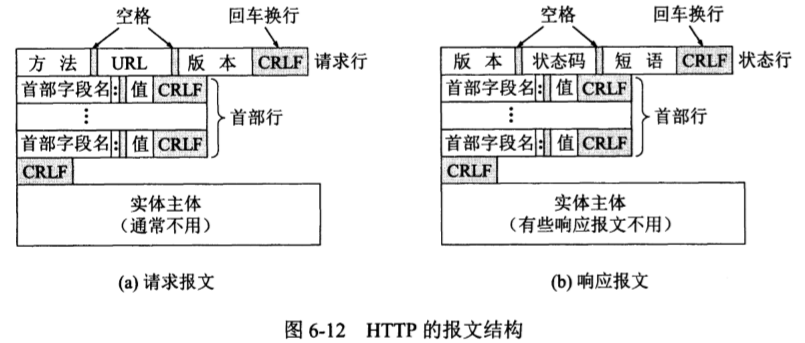 空格 回车换行
方 法 URL 版 本 CRLF 请求行
首部字段名 : 值 CRLF
⋮
首部字段名 : 值 CRLF
首部行
CRLF
实体主体
（通常不用）
(a) 请求报文
空格 回车换行
版 本 状态码 短 语 CRLF 状态行
首部字段名 : 值 CRLF
⋮
首部字段名 : 值 CRLF
首部行
CRLF
实体主体
（有些响应报文不用）
(b) 响应报文
图 6-12 HTTP 的报文结构